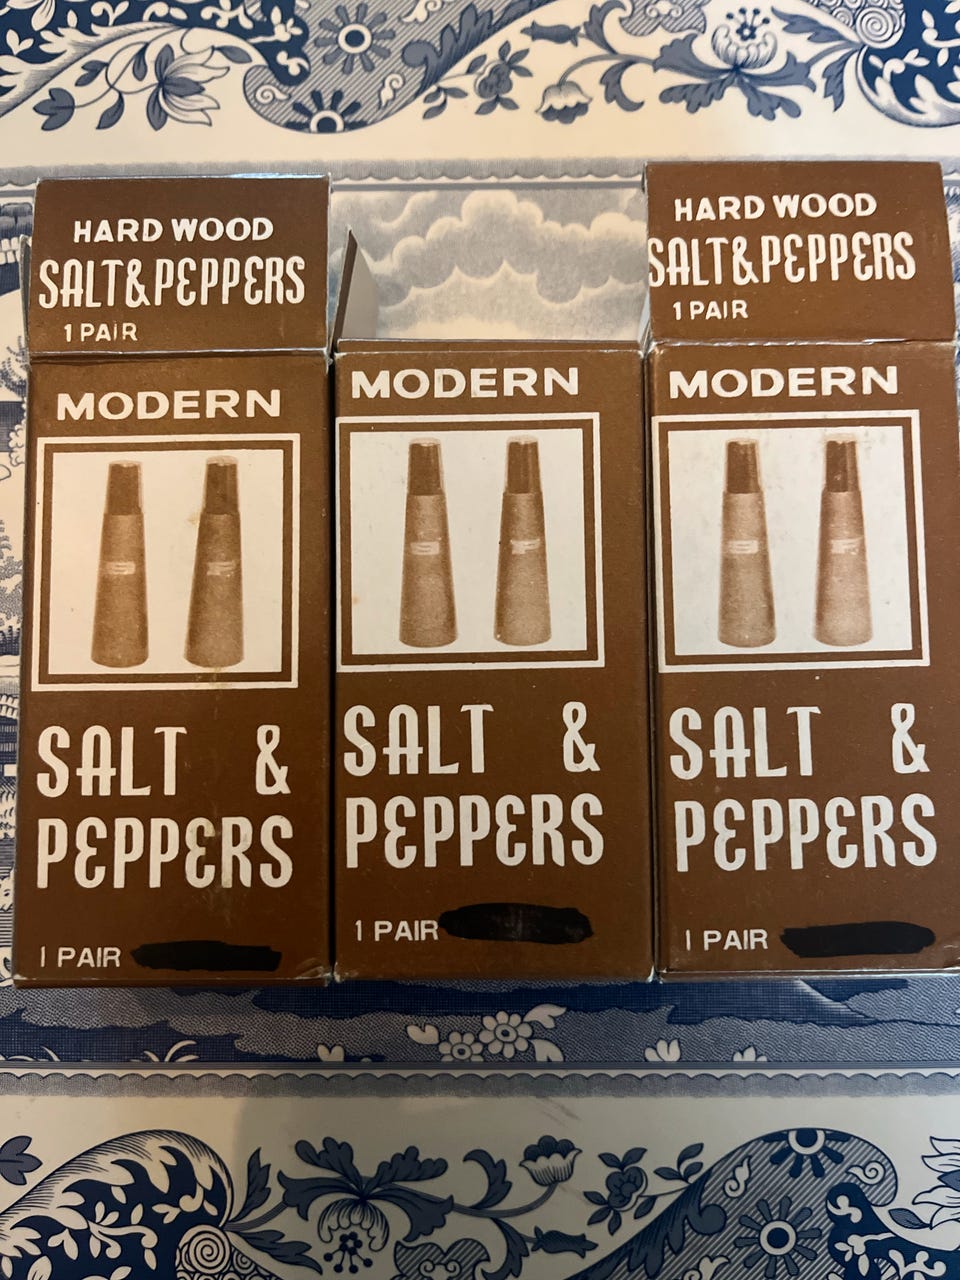 HARD WOOD
SALT&PEPPERS
1 PAIR
MODERN
S P
SALT &
PEPPERS
1 PAIR
MODERN
S P
SALT &
PEPPERS
1 PAIR
HARD WOOD
SALT&PEPPERS
1 PAIR
MODERN
S P
SALT &
PEPPERS
1 PAIR